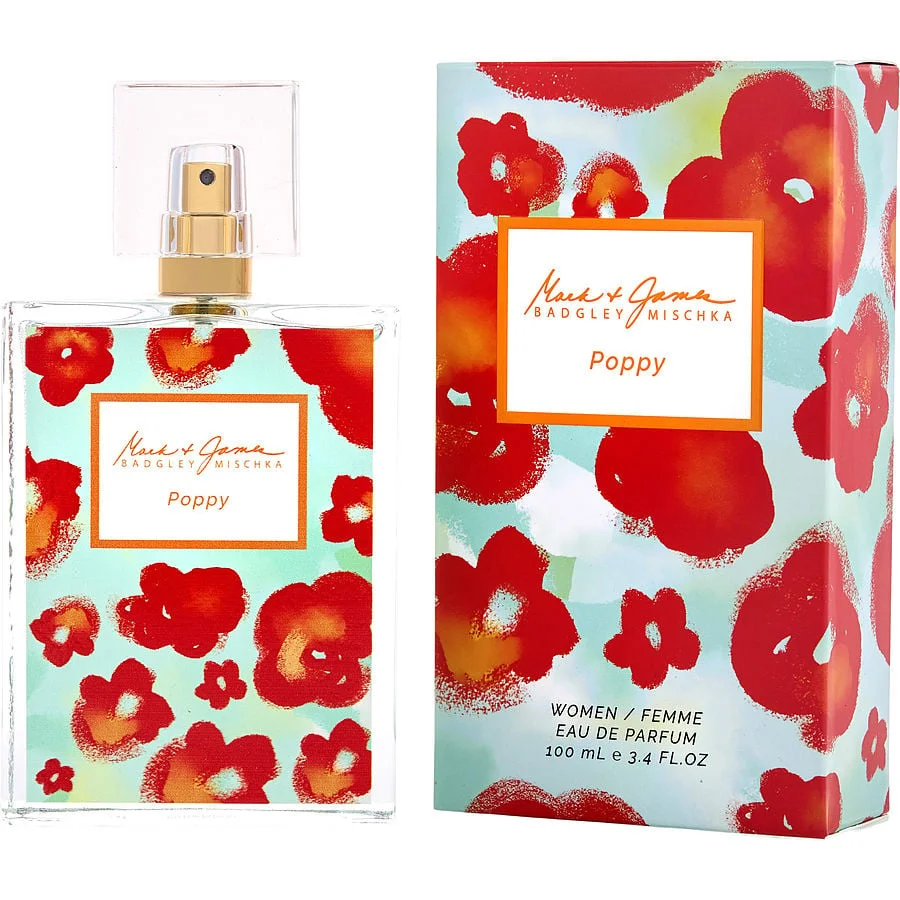 Mark + James
BADGLEY MISCHKA
Poppy
Mark + James
BADGLEY MISCHKA
Poppy
WOMEN / FEMME
EAU DE PARFUM
100 mL e 3.4 FL.OZ